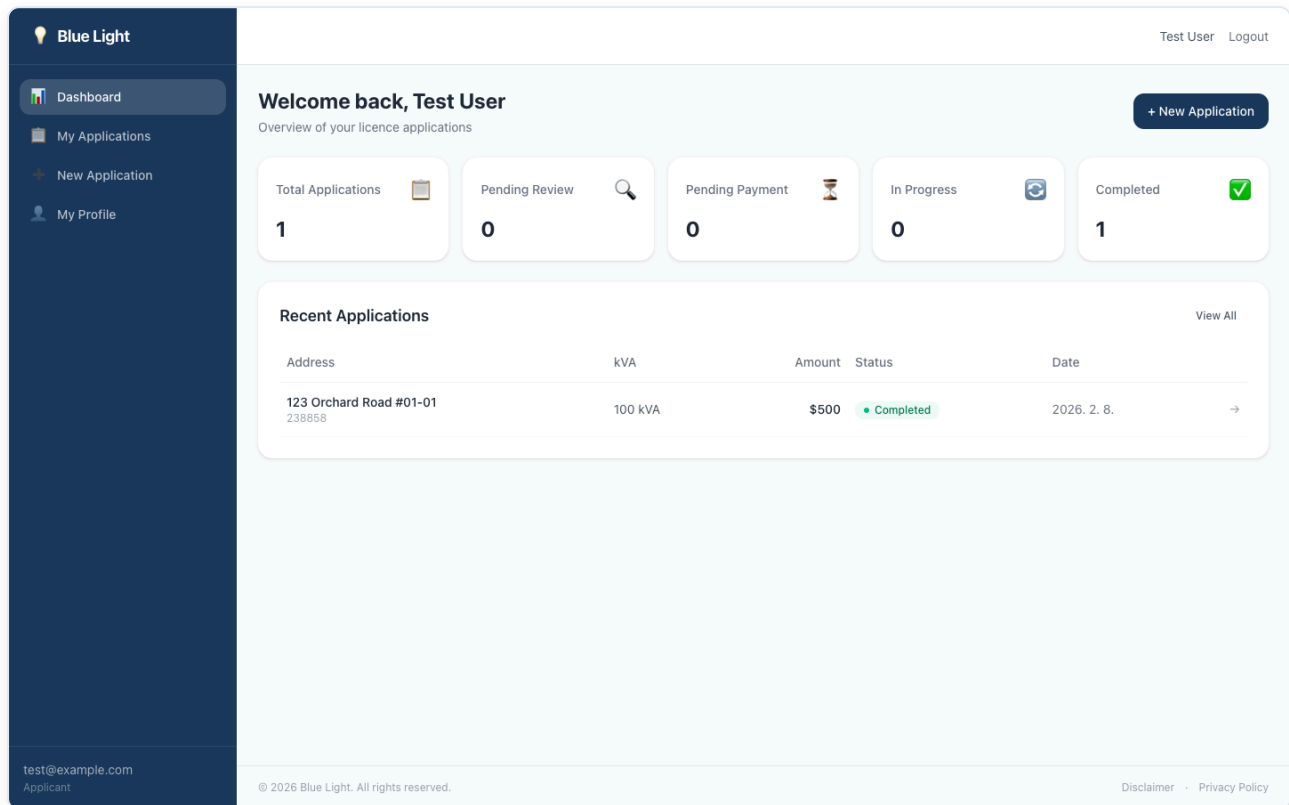 Blue Light
Test User Logout
Dashboard
My Applications
New Application
My Profile
Welcome back, Test User
Overview of your licence applications
+ New Application
Total Applications
1
Pending Review
0
Pending Payment
0
In Progress
0
Completed
1
Recent Applications
View All
Address kVA Amount Status Date
123 Orchard Road #01-01
238858
100 kVA $500 Completed 2026. 2. 8. →
test@example.com
Applicant
© 2026 Blue Light. All rights reserved.
Disclaimer · Privacy Policy